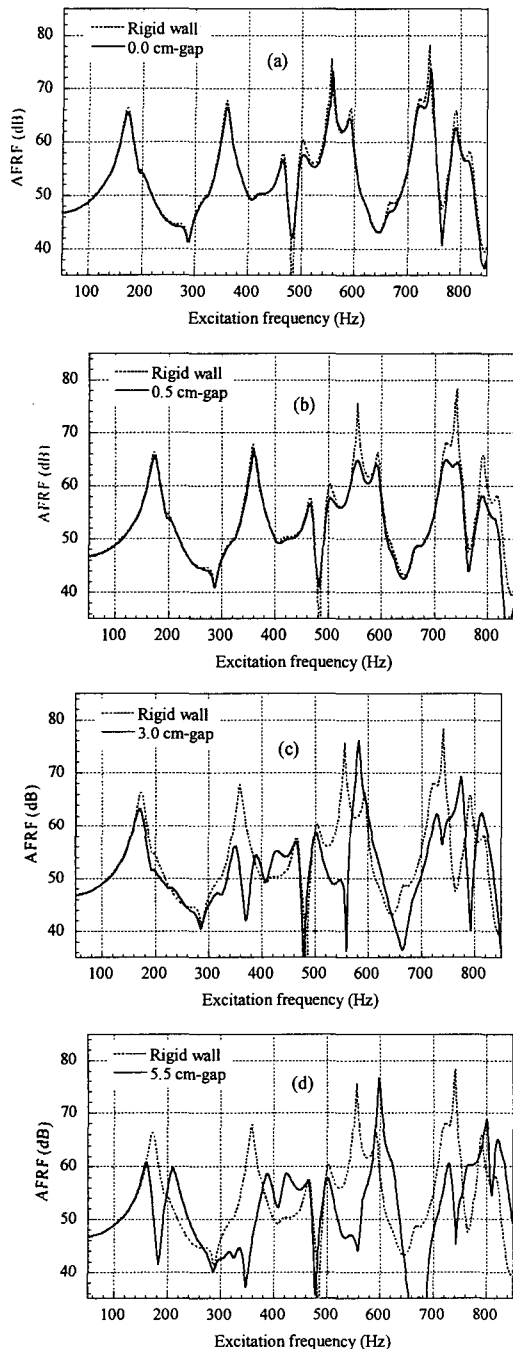 80
Rigid wall
0.0 cm-gap
(a)
70
60
50
40
AFRF (dB)
100 200 300 400 500 600 700 800
Excitation frequency (Hz)
80
Rigid wall
0.5 cm-gap
(b)
70
60
50
40
AFRF (dB)
100 200 300 400 500 600 700 800
Excitation frequency (Hz)
80
Rigid wall
3.0 cm-gap
(c)
70
60
50
40
AFRF (dB)
100 200 300 400 500 600 700 800
Excitation frequency (Hz)
80
Rigid wall
5.5 cm-gap
(d)
70
60
50
40
AFRF (dB)
100 200 300 400 500 600 700 800
Excitation frequency (Hz)